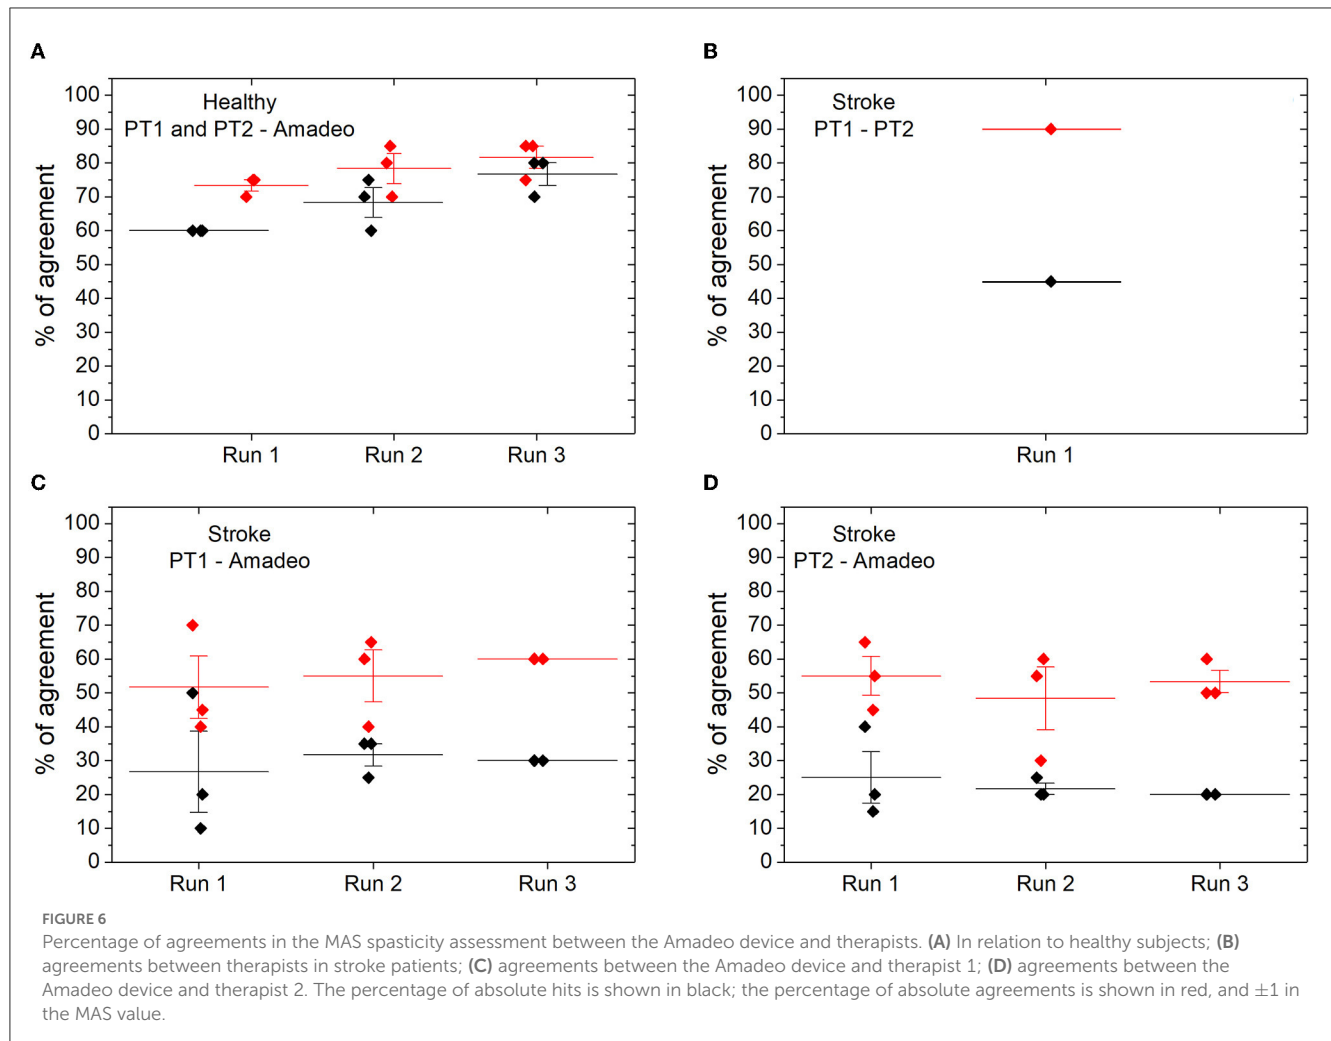 A
% of agreement
100
90
80
70
60
50
40
30
20
10
0
Healthy
PT1 and PT2 - Amadeo
Run 1 Run 2 Run 3
B
% of agreement
100
90
80
70
60
50
40
30
20
10
0
Stroke
PT1 - PT2
Run 1
C
% of agreement
100
90
80
70
60
50
40
30
20
10
0
Stroke
PT1 - Amadeo
Run 1 Run 2 Run 3
D
% of agreement
100
90
80
70
60
50
40
30
20
10
0
Stroke
PT2 - Amadeo
Run 1 Run 2 Run 3
FIGURE 6
Percentage of agreements in the MAS spasticity assessment between the Amadeo device and therapists. (A) In relation to healthy subjects; (B)
agreements between therapists in stroke patients; (C) agreements between the Amadeo device and therapist 1; (D) agreements between the
Amadeo device and therapist 2. The percentage of absolute hits is shown in black; the percentage of absolute agreements is shown in red, and ±1 in
the MAS value.